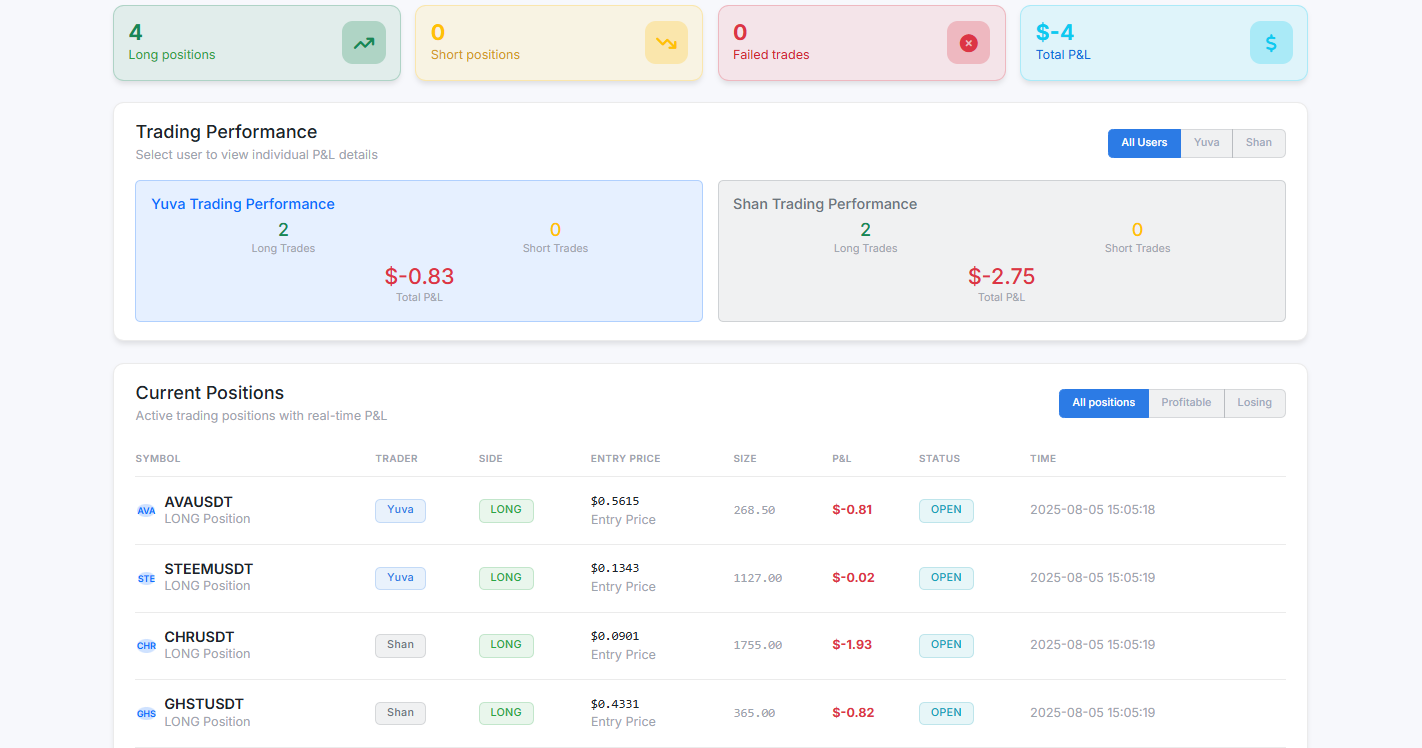 4
Long positions
0
Short positions
0
Failed trades
$-4
Total P&L
$
Trading Performance
Select user to view individual P&L details
All Users Yuva Shan
Yuva Trading Performance
2
Long Trades
0
Short Trades
$-0.83
Total P&L
Shan Trading Performance
2
Long Trades
0
Short Trades
$-2.75
Total P&L
Current Positions
Active trading positions with real-time P&L
All positions Profitable Losing
SYMBOL TRADER SIDE ENTRY PRICE SIZE P&L STATUS TIME
AVA AVAUSDT Yuva LONG $0.5615 268.50 $-0.81 OPEN 2025-08-05 15:05:18
LONG Position Entry Price
STE STEEMUSDT Yuva LONG $0.1343 1127.00 $-0.02 OPEN 2025-08-05 15:05:19
LONG Position Entry Price
CHR CHRUSDT Shan LONG $0.0901 1755.00 $-1.93 OPEN 2025-08-05 15:05:19
LONG Position Entry Price
GHS GHSTUSDT Shan LONG $0.4331 365.00 $-0.82 OPEN 2025-08-05 15:05:19
LONG Position Entry Price